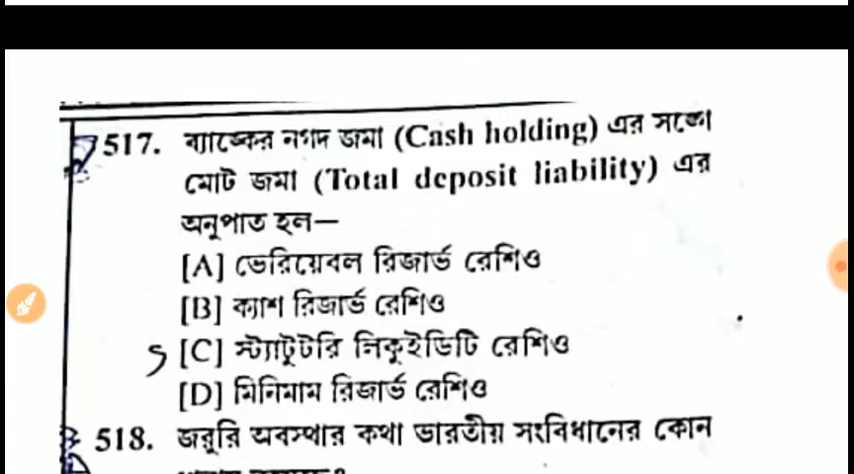 517. ব্যাঙ্কের নগদ জমা (Cash holding) এর সঙ্গে
মোট জমা (Total deposit liability) এর
অনুপাত হল—
[A] ভেরিয়েবল রিজার্ভ রেশিও
[B] ক্যাশ রিজার্ভ রেশিও
[C] স্ট্যাটুটরি লিকুইডিটি রেশিও
[D] মিনিমাম রিজার্ভ রেশিও
518. জরুরি অবস্থার কথা ভারতীয় সংবিধানের কোন